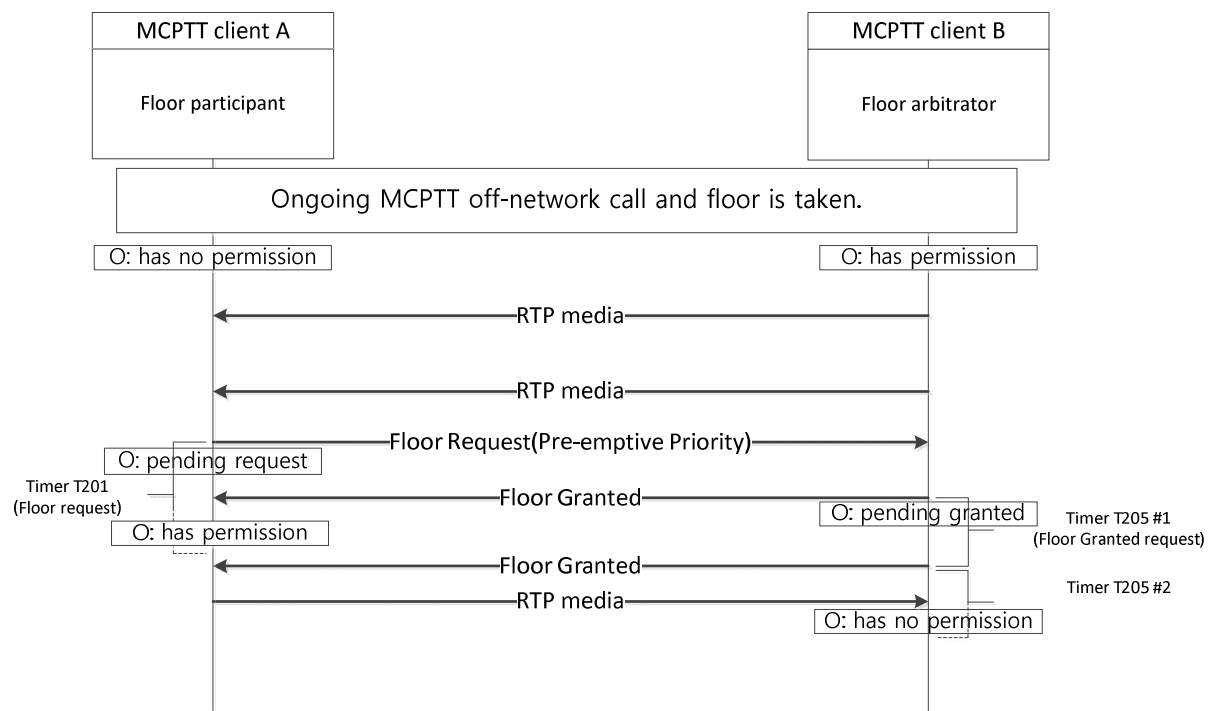 MCPTT client A
MCPTT client B
Floor participant
Floor arbitrator
Ongoing MCPTT off-network call and floor is taken.
O: has no permission
O: has permission
RTP media
RTP media
Floor Request(Pre-emptive Priority)
O: pending request
Timer T201
(Floor request)
Floor Granted
O: pending granted
Timer T205 #1
(Floor Granted request)
O: has permission
Floor Granted
Timer T205 #2
RTP media
O: has no permission